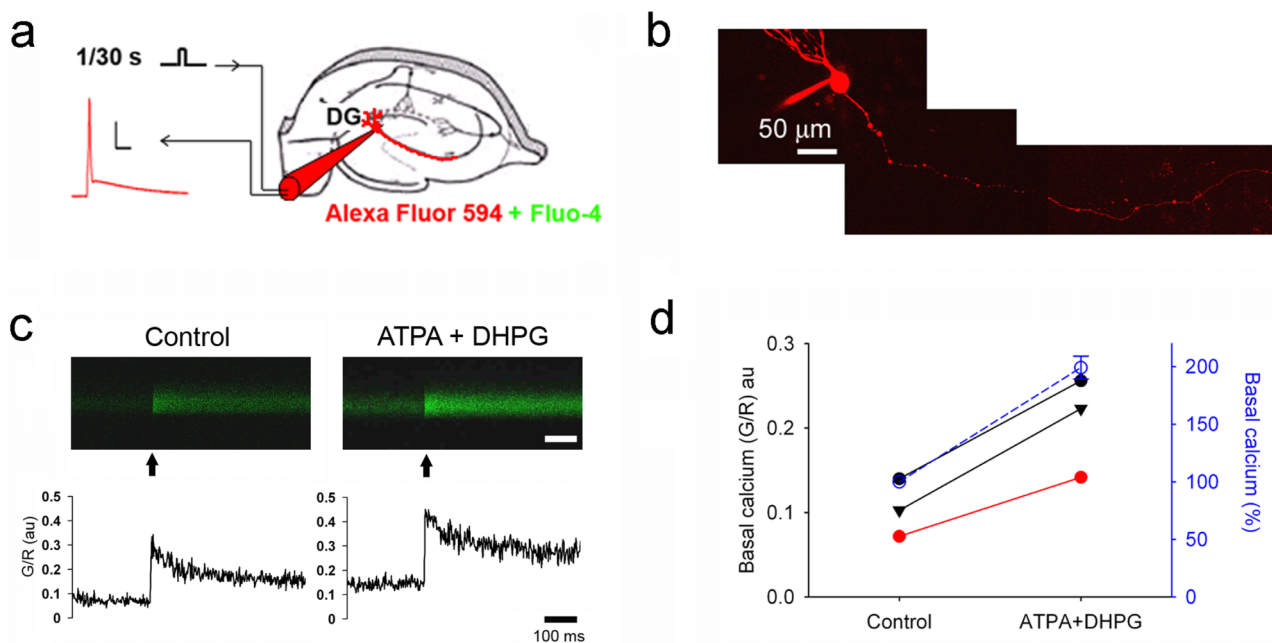 a
1/30 s
DG
Alexa Fluor 594 + Fluo-4
b
50 μm
c
Control
ATPA + DHPG
G/R (au)
0.5
0.4
0.3
0.2
0.1
0
0.5
0.4
0.3
0.2
0.1
0
100 ms
d
Basal calcium (G/R) au
0.3
0.2
0.1
0.0
Control
ATPA+DHPG
200
150
100
50
0
Basal calcium (%)